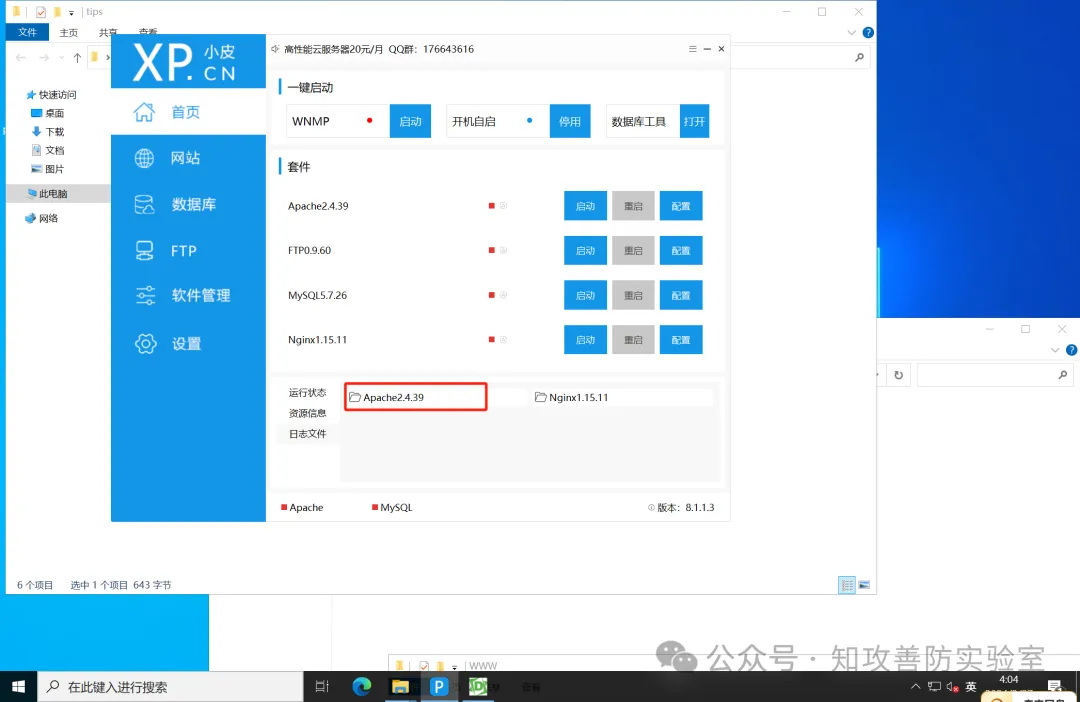 tips
文件 主页 共享 查看
快速访问
桌面
下载
文档
图片
此电脑
网络
XP.CN 小皮
高性能云服务器20元/月 QQ群：176643616
首页
网站
数据库
FTP
软件管理
设置
一键启动
WNMP 启动 开机自启 停用 数据库工具 打开
套件
Apache2.4.39 启动 重启 配置
FTP0.9.60 启动 重启 配置
MySQL5.7.26 启动 重启 配置
Nginx1.15.11 启动 重启 配置
运行状态
资源信息
日志文件
Apache2.4.39 Nginx1.15.11
Apache MySQL 版本：8.1.1.3
6 个项目 选中 1 个项目 643 字节
WWW
公众号 · 知攻善防实验室
在此键入进行搜索
查看
英
4:04